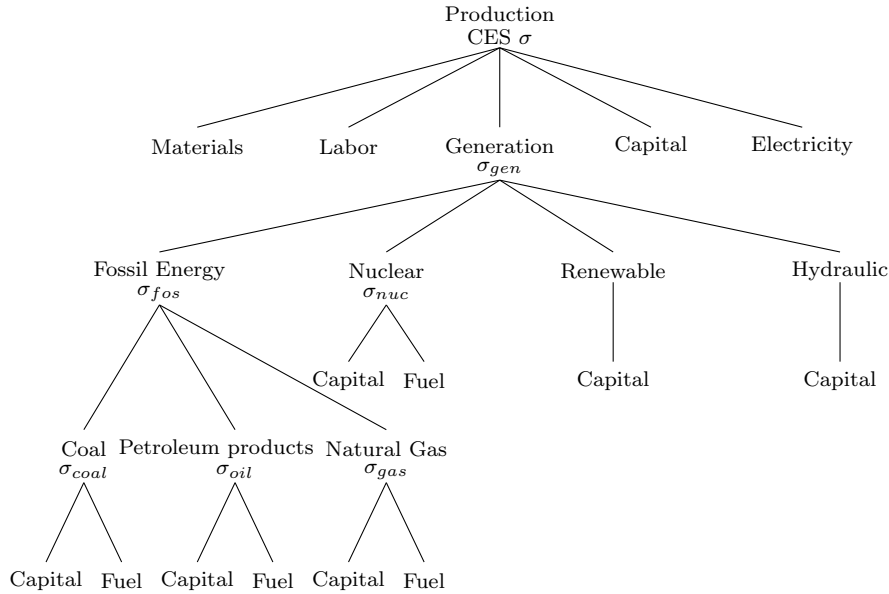 Production
CES σ
Materials Labor Generation Capital Electricity
σ_gen
Fossil Energy Nuclear Renewable Hydraulic
σ_fos σ_nuc
Capital Fuel Capital Capital
Coal Petroleum products Natural Gas
σ_coal σ_oil σ_gas
Capital Fuel Capital Fuel Capital Fuel